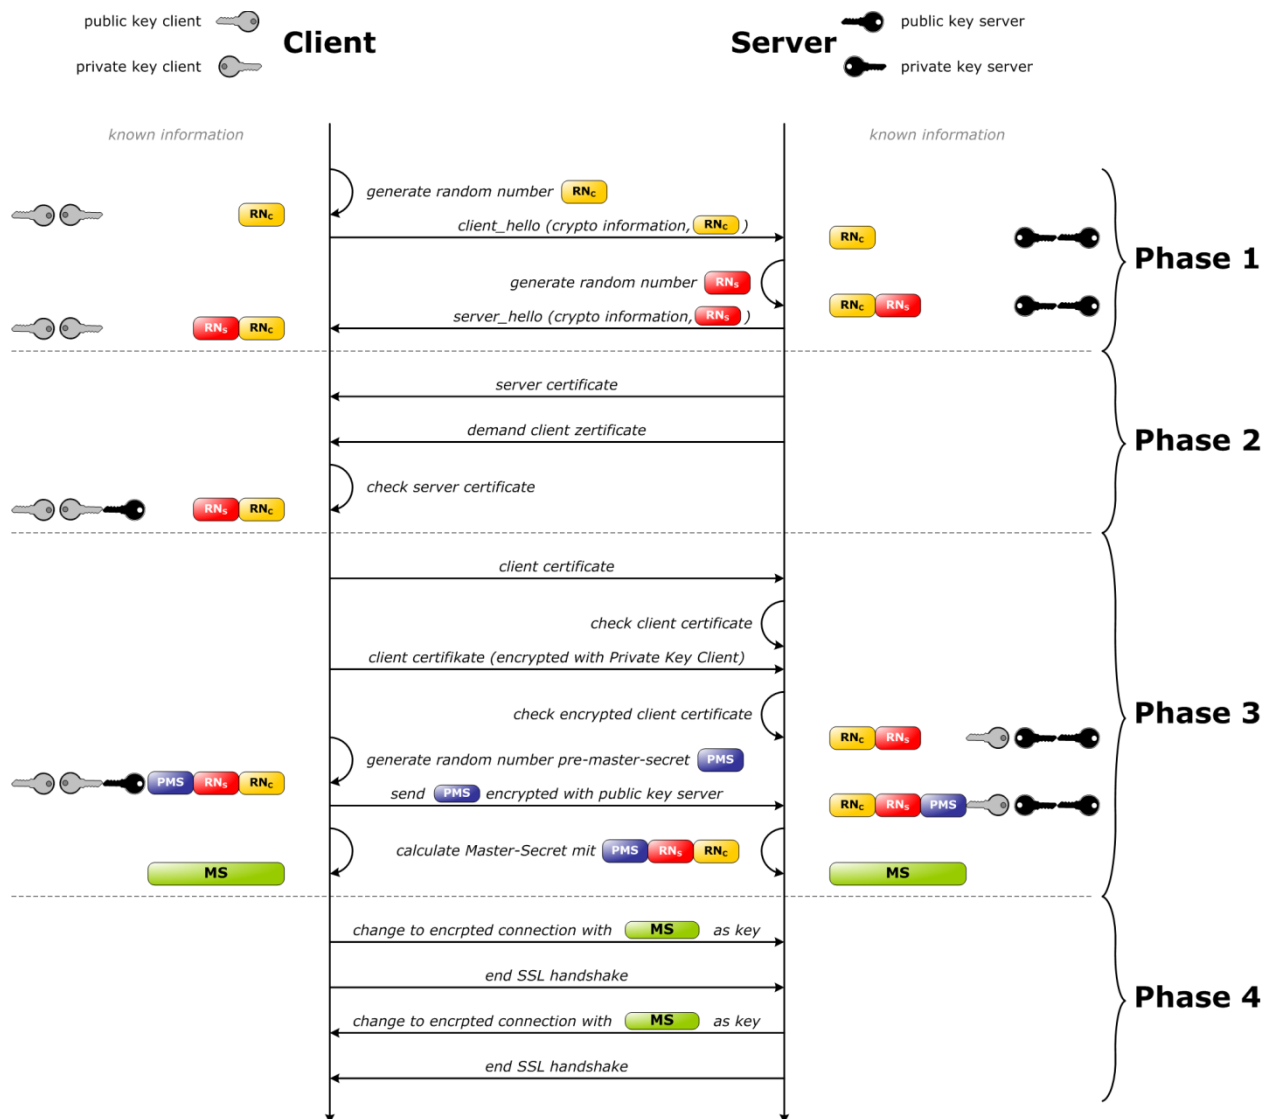 public key client
Client
Server
public key server
private key client
private key server
known information
known information
generate random number RNC
RNC
client_hello (crypto information, RNC )
RNC
Phase 1
generate random number RNS
RNC RNS
server_hello (crypto information, RNS )
RNS RNC
server certificate
demand client zertificate
Phase 2
check server certificate
RNS RNC
client certificate
check client certificate
client certifikate (encrypted with Private Key Client)
check encrypted client certificate
Phase 3
RNC RNS
generate random number pre-master-secret PMS
PMS RNS RNC
send PMS encrypted with public key server
RNC RNS PMS
calculate Master-Secret mit PMS RNS RNC
MS
MS
change to encrpted connection with MS as key
end SSL handshake
Phase 4
change to encrpted connection with MS as key
end SSL handshake